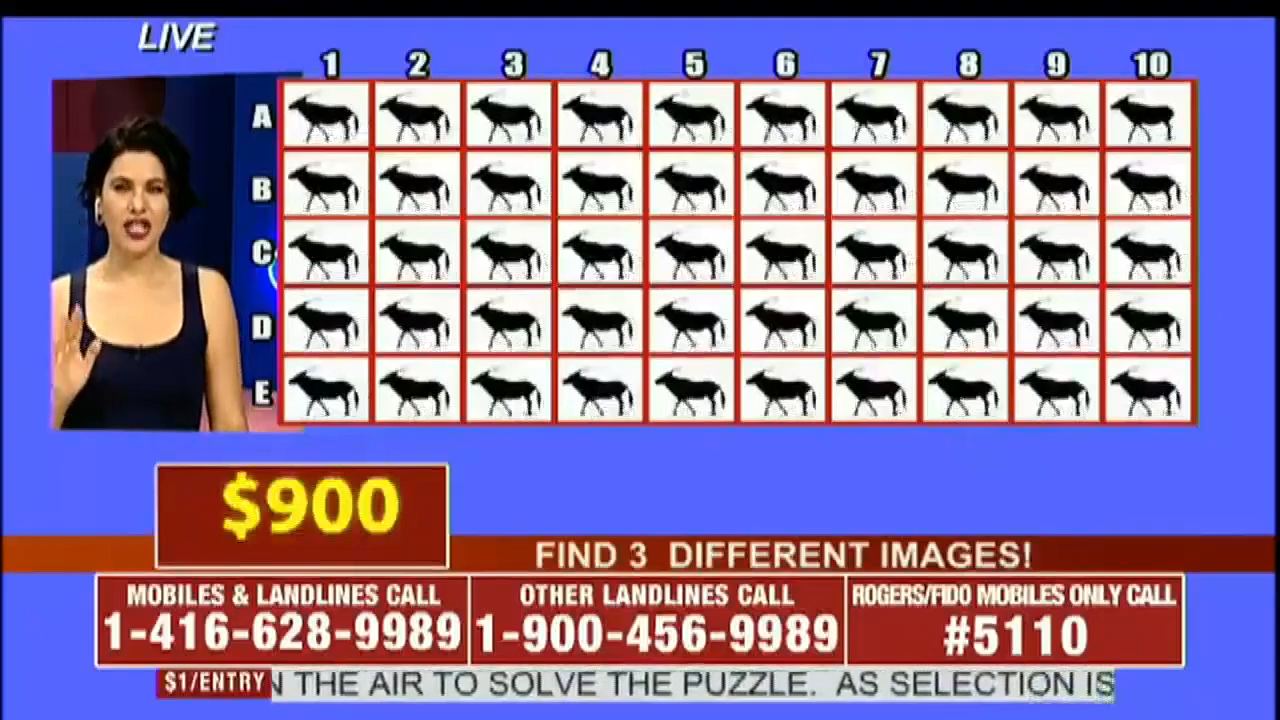 LIVE
1 2 3 4 5 6 7 8 9 10
A
B
C
D
E
$900
FIND 3 DIFFERENT IMAGES!
MOBILES & LANDLINES CALL
1-416-628-9989
OTHER LANDLINES CALL
1-900-456-9989
ROGERS/FIDO MOBILES ONLY CALL
#5110
$1/ENTRY
N THE AIR TO SOLVE THE PUZZLE. AS SELECTION IS